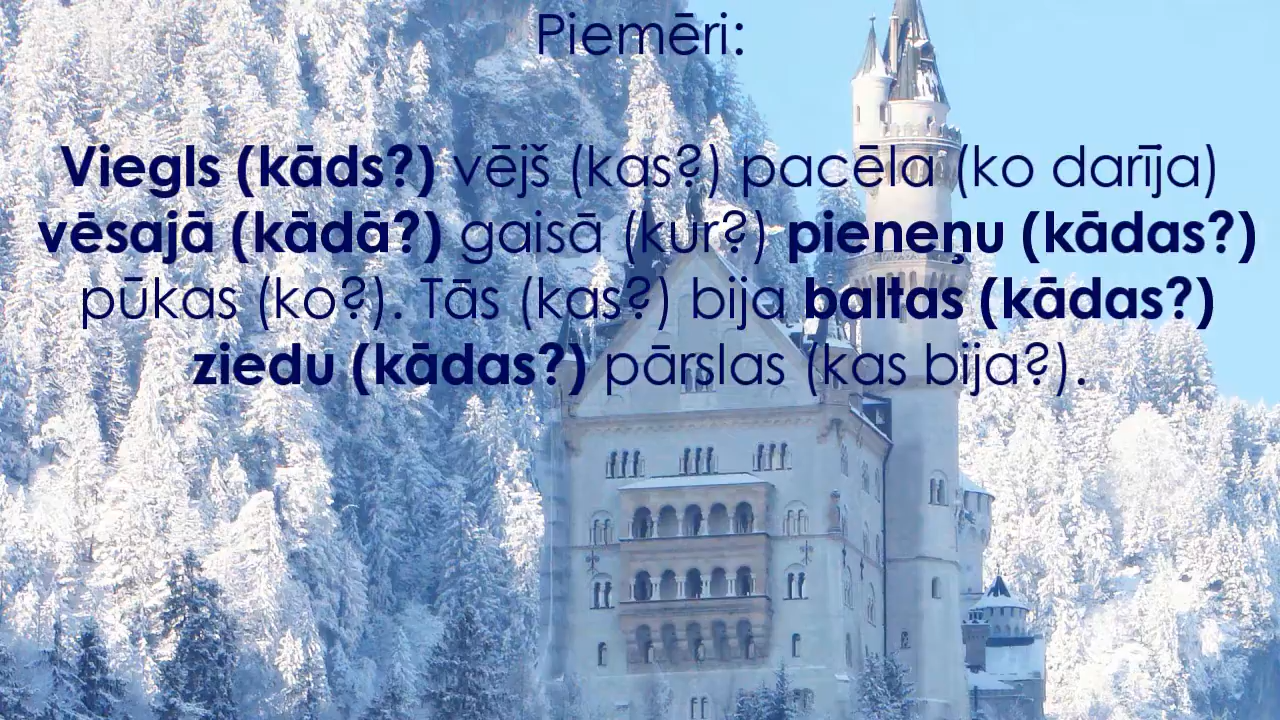 Piemēri:
Viegls (kāds?) vējš (kas?) pacēla (ko darīja)
vēsajā (kādā?) gaisā (kur?) pieneņu (kādas?)
pūkas (ko?). Tās (kas?) bija baltas (kādas?)
ziedu (kādas?) pārslas (kas bija?).